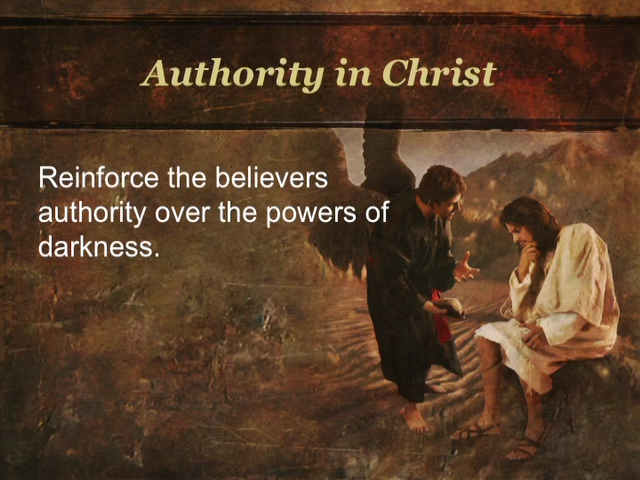 Authority in Christ
Reinforce the believers
authority over the powers of
darkness.